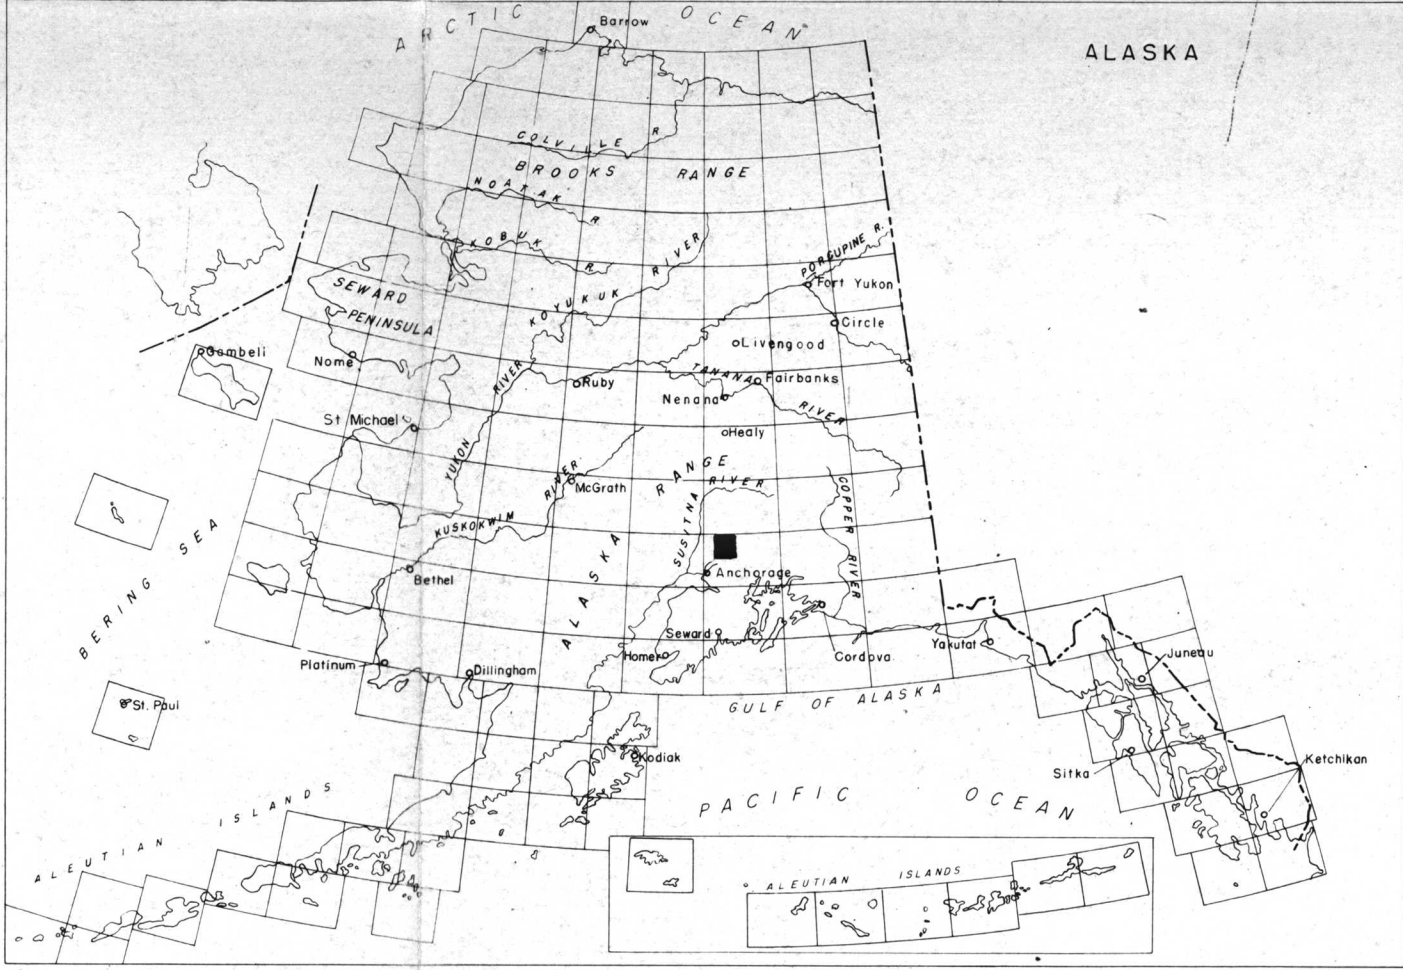 ALASKA
ARCTIC OCEAN
Barrow
COLVILLE R.
BROOKS RANGE
NOATAK R.
KOBUK R.
KOYUKUK RIVER
PORCUPINE R.
Fort Yukon
SEWARD
PENINSULA
Circle
Livengood
Gambell
Nome
YUKON RIVER
Ruby
TANANA RIVER
Fairbanks
Nenana
St Michael
Healy
McGrath
KUSKOKWIM RIVER
ALASKA RANGE
SUSITNA RIVER
COPPER RIVER
BERING SEA
Bethel
Anchorage
Seward
Homer
Cordova
Yakutat
Juneau
Platinum
Dillingham
St. Paul
GULF OF ALASKA
Kodiak
Sitka
Ketchikan
PACIFIC OCEAN
ALEUTIAN ISLANDS
ALEUTIAN ISLANDS